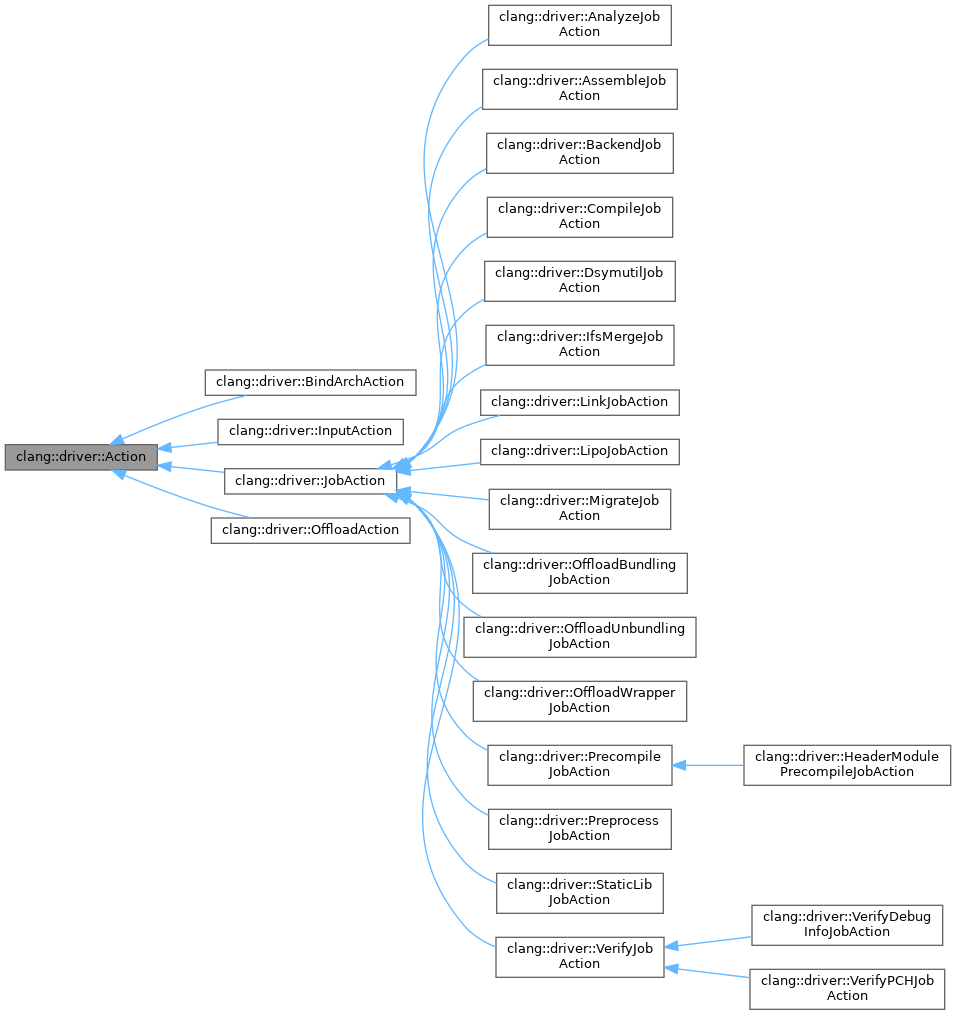 clang::driver::AnalyzeJob
Action
clang::driver::AssembleJob
Action
clang::driver::BackendJob
Action
clang::driver::CompileJob
Action
clang::driver::DsymutilJob
Action
clang::driver::IfsMergeJob
Action
clang::driver::BindArchAction
clang::driver::LinkJobAction
clang::driver::InputAction
clang::driver::LipoJobAction
clang::driver::Action
clang::driver::JobAction
clang::driver::MigrateJob
Action
clang::driver::OffloadAction
clang::driver::OffloadBundling
JobAction
clang::driver::OffloadUnbundling
JobAction
clang::driver::OffloadWrapper
JobAction
clang::driver::Precompile
JobAction
clang::driver::HeaderModule
PrecompileJobAction
clang::driver::Preprocess
JobAction
clang::driver::StaticLib
JobAction
clang::driver::VerifyJob
Action
clang::driver::VerifyDebug
InfoJobAction
clang::driver::VerifyPCHJob
Action